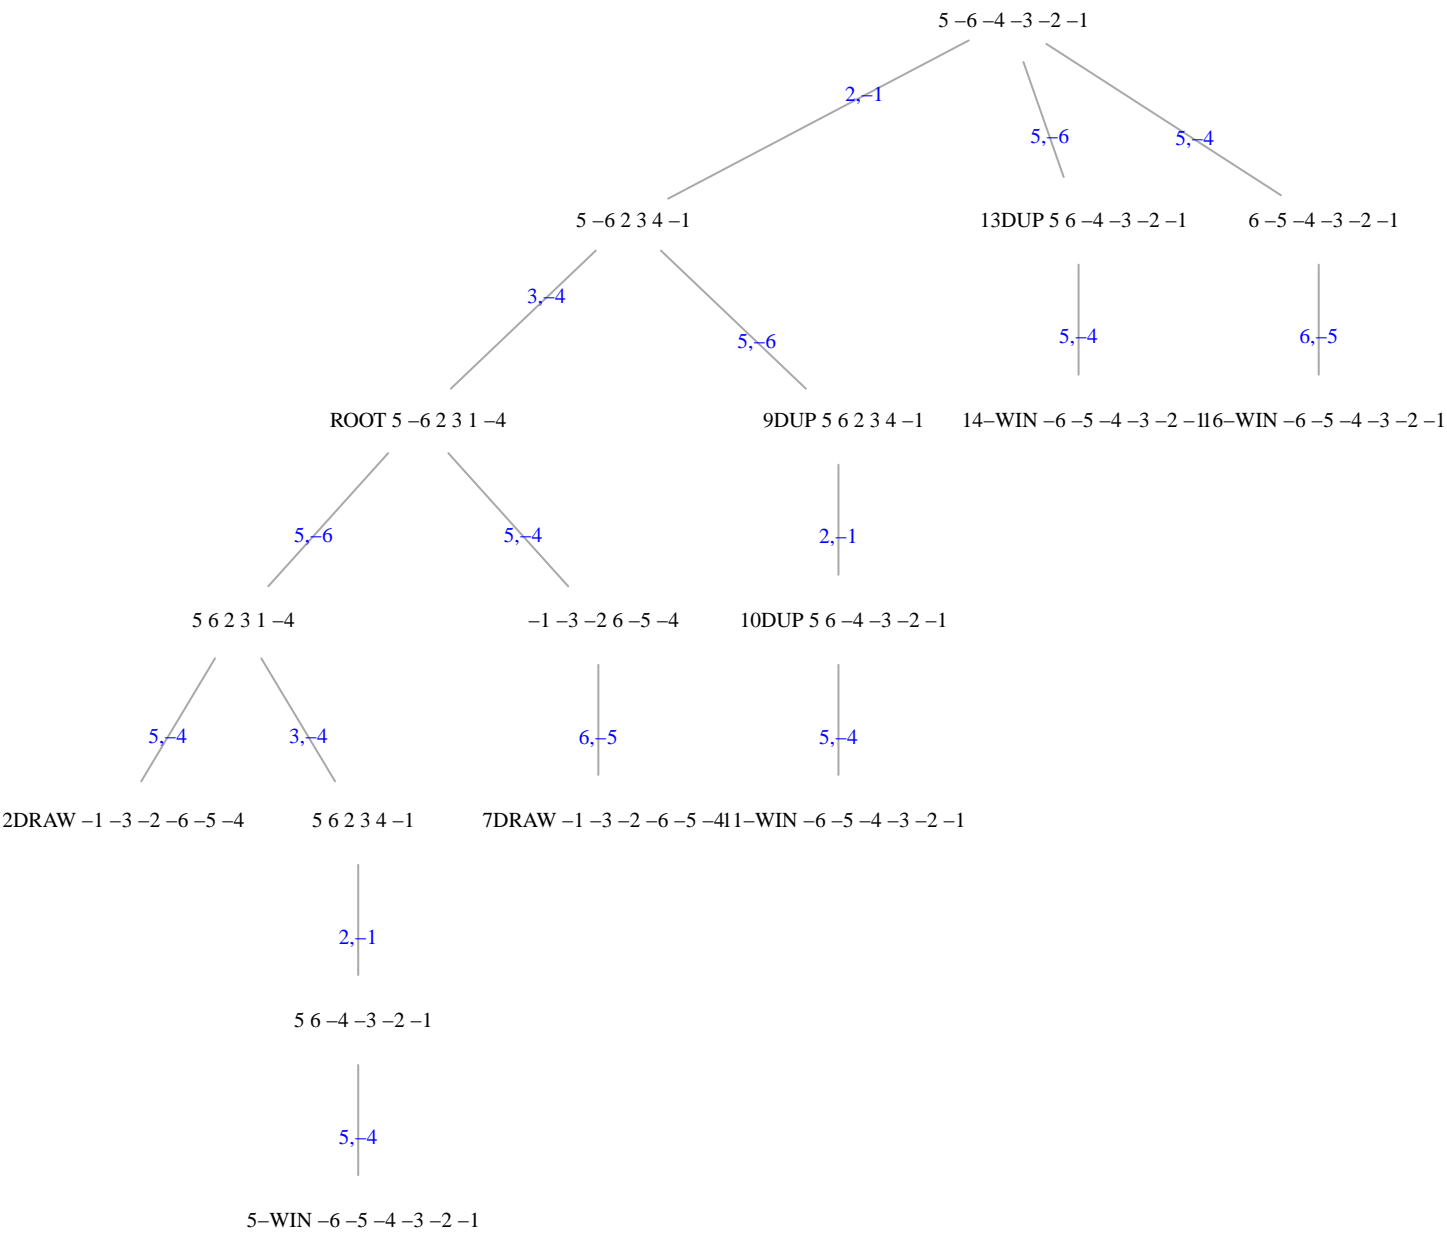 5 –6 –4 –3 –2 –1
2,–1
5,–6
5,–4
5 –6 2 3 4 –1
13DUP 5 6 –4 –3 –2 –1
6 –5 –4 –3 –2 –1
3,–4
5,–6
5,–4
6,–5
ROOT 5 –6 2 3 1 –4
9DUP 5 6 2 3 4 –1
14–WIN –6 –5 –4 –3 –2 –1
16–WIN –6 –5 –4 –3 –2 –1
5,–6
5,–4
2,–1
5 6 2 3 1 –4
–1 –3 –2 6 –5 –4
10DUP 5 6 –4 –3 –2 –1
5,–4
3,–4
6,–5
5,–4
2DRAW –1 –3 –2 –6 –5 –4
5 6 2 3 4 –1
7DRAW –1 –3 –2 –6 –5 –4
11–WIN –6 –5 –4 –3 –2 –1
2,–1
5 6 –4 –3 –2 –1
5,–4
5–WIN –6 –5 –4 –3 –2 –1